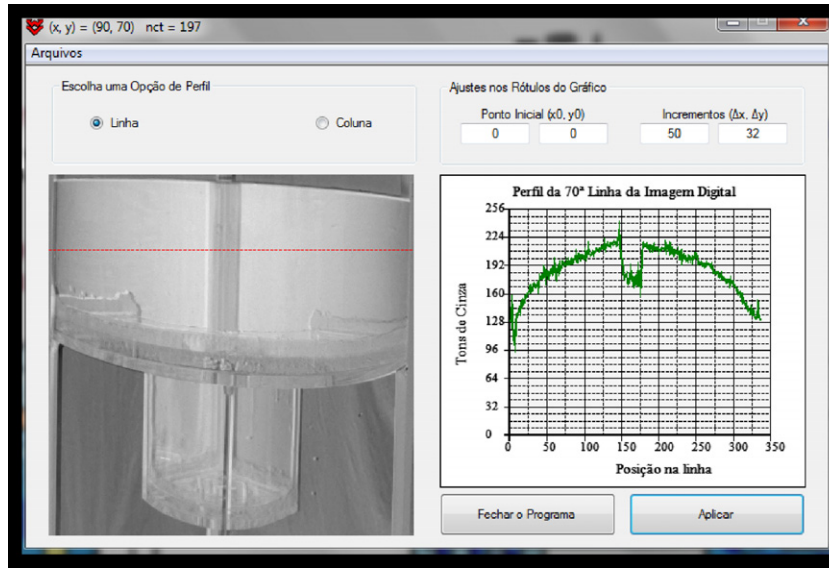 (x, y) = (90, 70) nct = 197
Arquivos
Escolha uma Opção de Perfil
Linha
Coluna
Ajustes nos Rótulos do Gráfico
Ponto Inicial (x0, y0)
Incrementos (Δx, Δy)
0 0 50 32
Perfil da 70ª Linha da Imagem Digital
256
224
192
160
128
96
64
32
0
Tons de Cinza
0 50 100 150 200 250 300 350
Posição na linha
Fechar o Programa
Aplicar